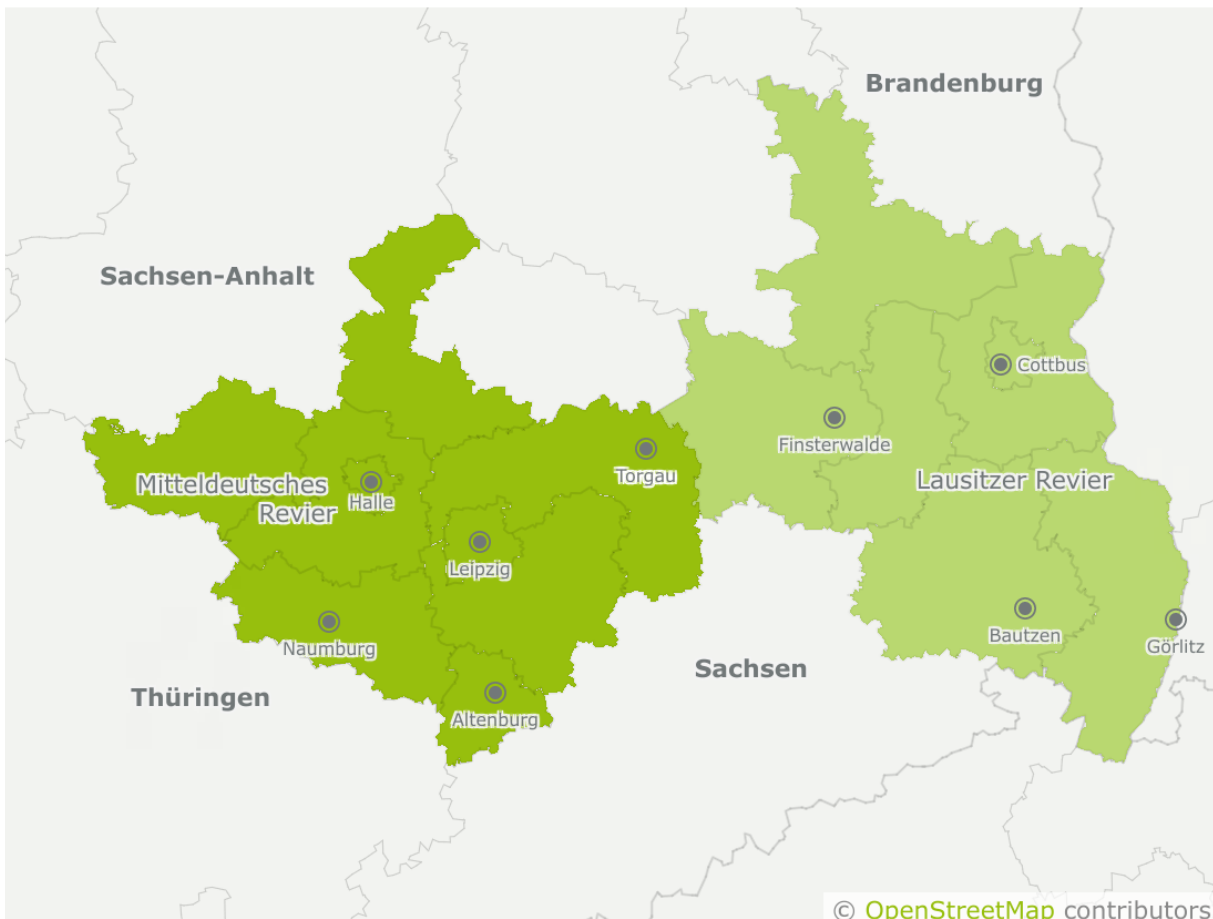 Brandenburg
Sachsen-Anhalt
Cottbus
Finsterwalde
Torgau
Mitteldeutsches
Revier
Halle
Lausitzer Revier
Leipzig
Naumburg
Bautzen
Görlitz
Sachsen
Thüringen
Altenburg
© OpenStreetMap contributors